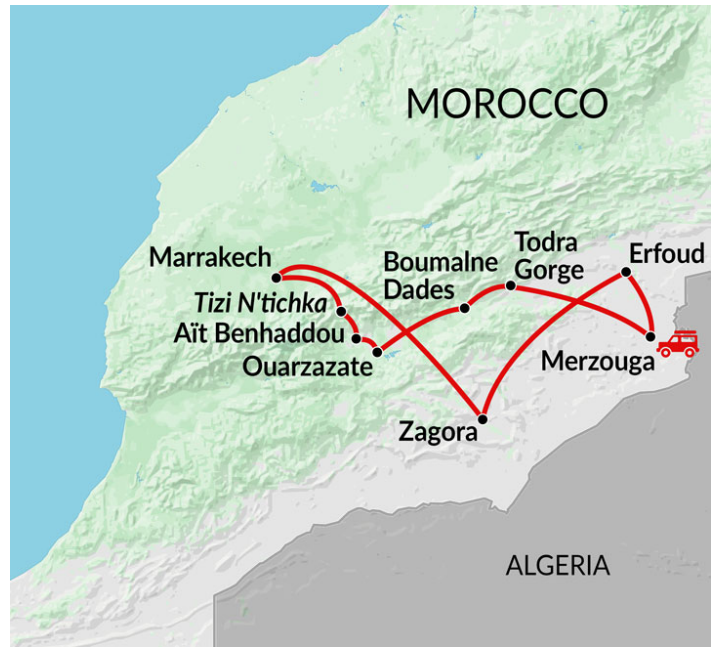 MOROCCO
Marrakech
Tizi N'tichka
Aït Benhaddou
Ouarzazate
Boumalne
Dades
Todra
Gorge
Erfoud
Merzouga
Zagora
ALGERIA